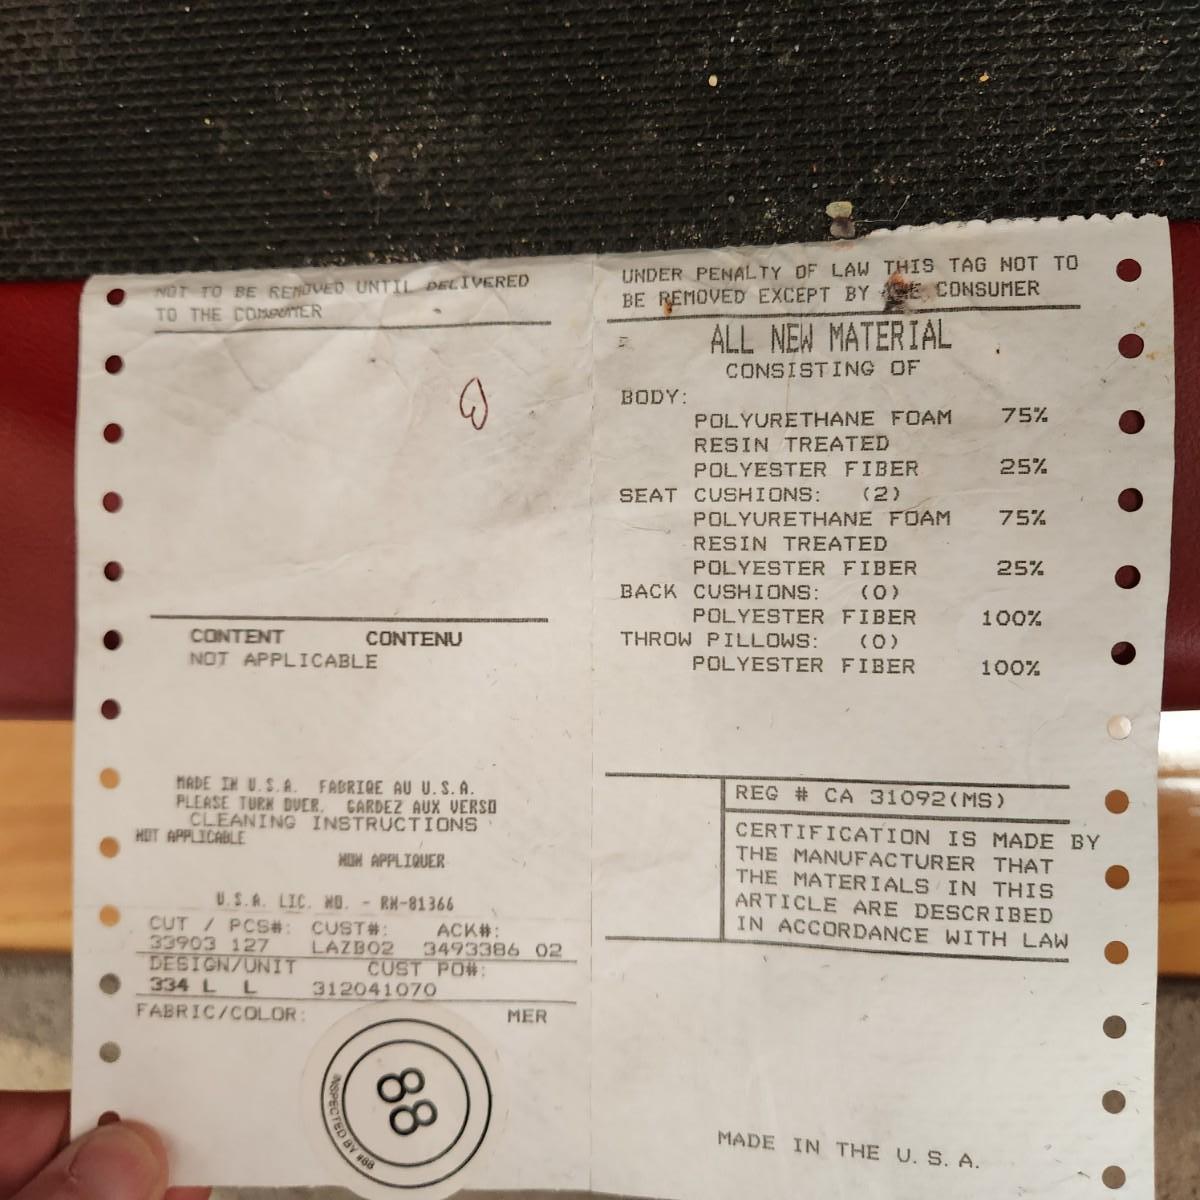 NOT TO BE REMOVED UNTIL DELIVERED
TO THE CONSUMER
CONTENT CONTENU
NOT APPLICABLE
MADE IN U.S.A. FABRIQE AU U.S.A.
PLEASE TURN OVER. GARDEZ AUX VERSO
CLEANING INSTRUCTIONS
NOT APPLICABLE
NON APPLIQUER
U.S.A. LIC. NO. - RN-81366
CUT / PCS#: CUST#: ACK#:
33903 127 LAZB02 3493386 02
DESIGN/UNIT CUST PO#:
334 L L 312041070
FABRIC/COLOR: MER
88
INSPECTED BY #88
UNDER PENALTY OF LAW THIS TAG NOT TO
BE REMOVED EXCEPT BY THE CONSUMER
ALL NEW MATERIAL
CONSISTING OF
BODY:
POLYURETHANE FOAM 75%
RESIN TREATED
POLYESTER FIBER 25%
SEAT CUSHIONS: (2)
POLYURETHANE FOAM 75%
RESIN TREATED
POLYESTER FIBER 25%
BACK CUSHIONS: (0)
POLYESTER FIBER 100%
THROW PILLOWS: (0)
POLYESTER FIBER 100%
REG # CA 31092(MS)
CERTIFICATION IS MADE BY
THE MANUFACTURER THAT
THE MATERIALS IN THIS
ARTICLE ARE DESCRIBED
IN ACCORDANCE WITH LAW
MADE IN THE U.S.A.